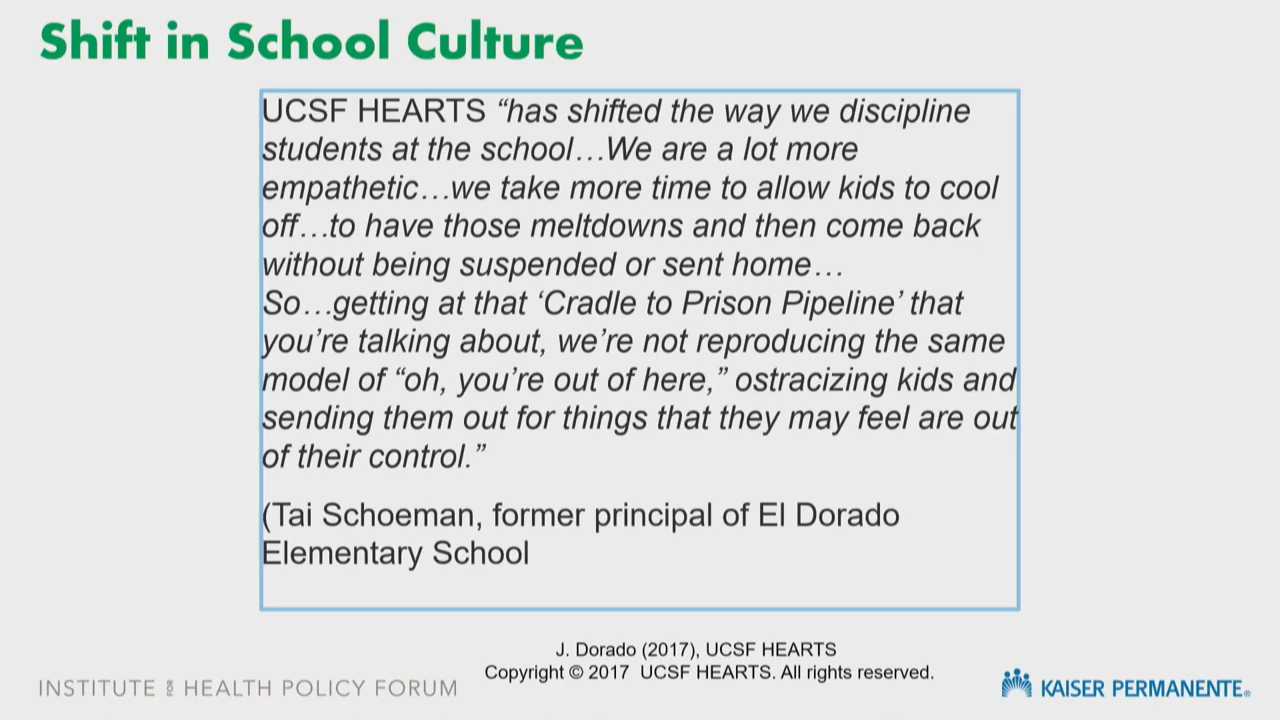 Shift in School Culture
UCSF HEARTS “has shifted the way we discipline
students at the school…We are a lot more
empathetic…we take more time to allow kids to cool
off…to have those meltdowns and then come back
without being suspended or sent home…
So…getting at that ‘Cradle to Prison Pipeline’ that
you’re talking about, we’re not reproducing the same
model of “oh, you’re out of here,” ostracizing kids and
sending them out for things that they may feel are out
of their control.”
(Tai Schoeman, former principal of El Dorado
Elementary School
J. Dorado (2017), UCSF HEARTS
Copyright © 2017 UCSF HEARTS. All rights reserved.
INSTITUTE FOR HEALTH POLICY FORUM
KAISER PERMANENTE®